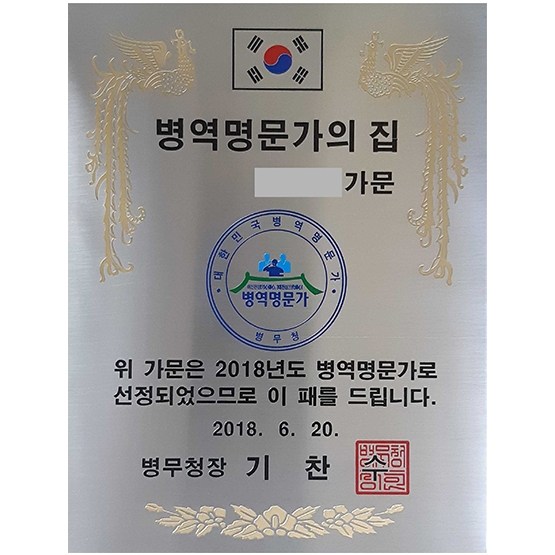 병역명문가의 집
가문
대한민국병역명문가
병역명문가
병무청
위 가문은 2018년도 병역명문가로
선정되었으므로 이 패를 드립니다.
2018. 6. 20.
병무청장 기 찬 수